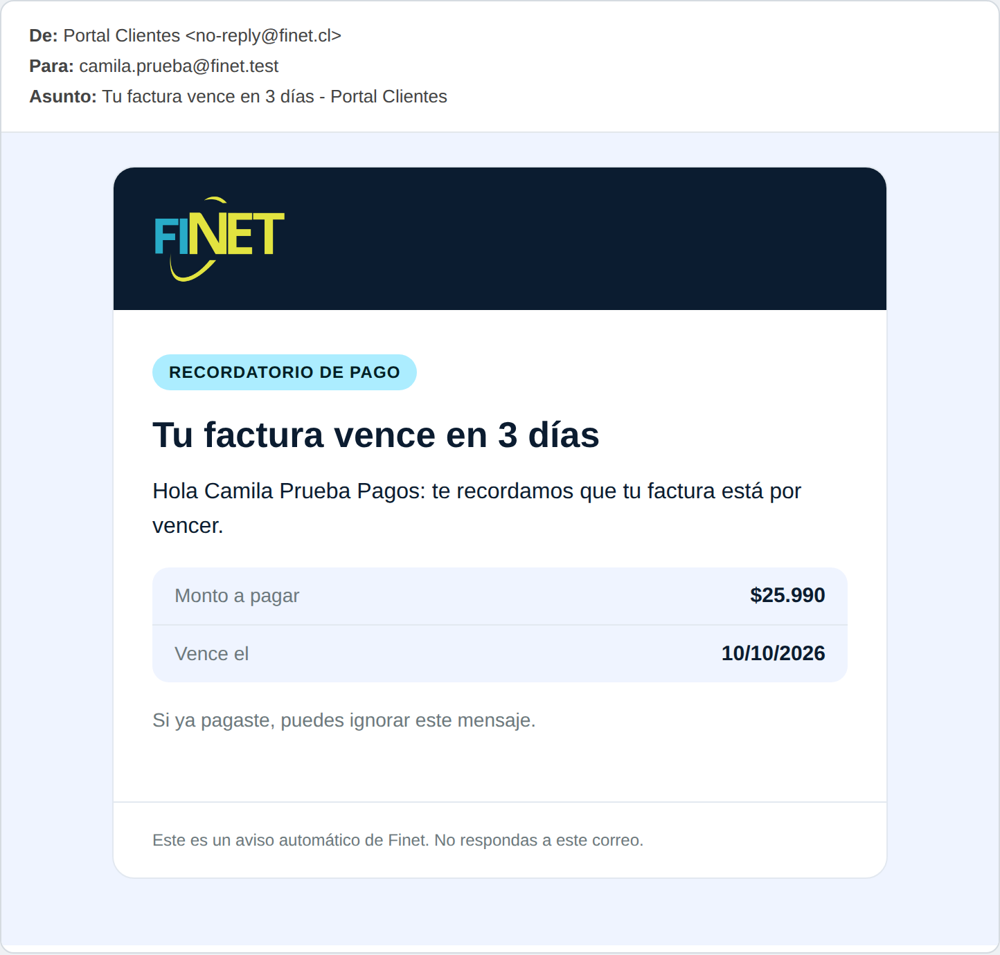 De: Portal Clientes <no-reply@finet.cl>
Para: camila.prueba@finet.test
Asunto: Tu factura vence en 3 días - Portal Clientes
FINET
RECORDATORIO DE PAGO
Tu factura vence en 3 días
Hola Camila Prueba Pagos: te recordamos que tu factura está por
vencer.
Monto a pagar $25.990
Vence el 10/10/2026
Si ya pagaste, puedes ignorar este mensaje.
Este es un aviso automático de Finet. No respondas a este correo.